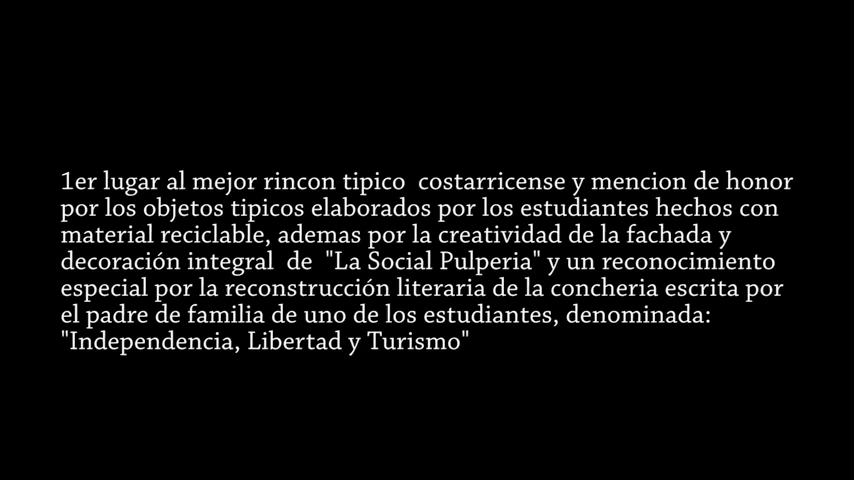 1er lugar al mejor rincon tipico  costarricense y mencion de honor
por los objetos tipicos elaborados por los estudiantes hechos con
material reciclable, ademas por la creatividad de la fachada y
decoración integral  de  "La Social Pulperia" y un reconocimiento
especial por la reconstrucción literaria de la concheria escrita por
el padre de familia de uno de los estudiantes, denominada:
"Independencia, Libertad y Turismo"